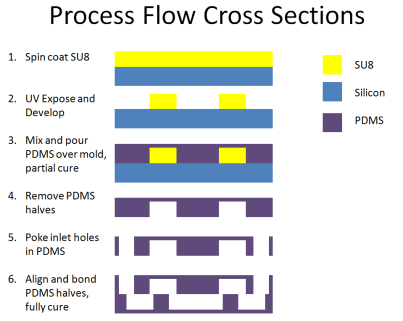 Process Flow Cross Sections
1. Spin coat SU8
2. UV Expose and
Develop
3. Mix and pour
PDMS over mold,
partial cure
4. Remove PDMS
halves
5. Poke inlet holes
in PDMS
6. Align and bond
PDMS halves,
fully cure
SU8
Silicon
PDMS